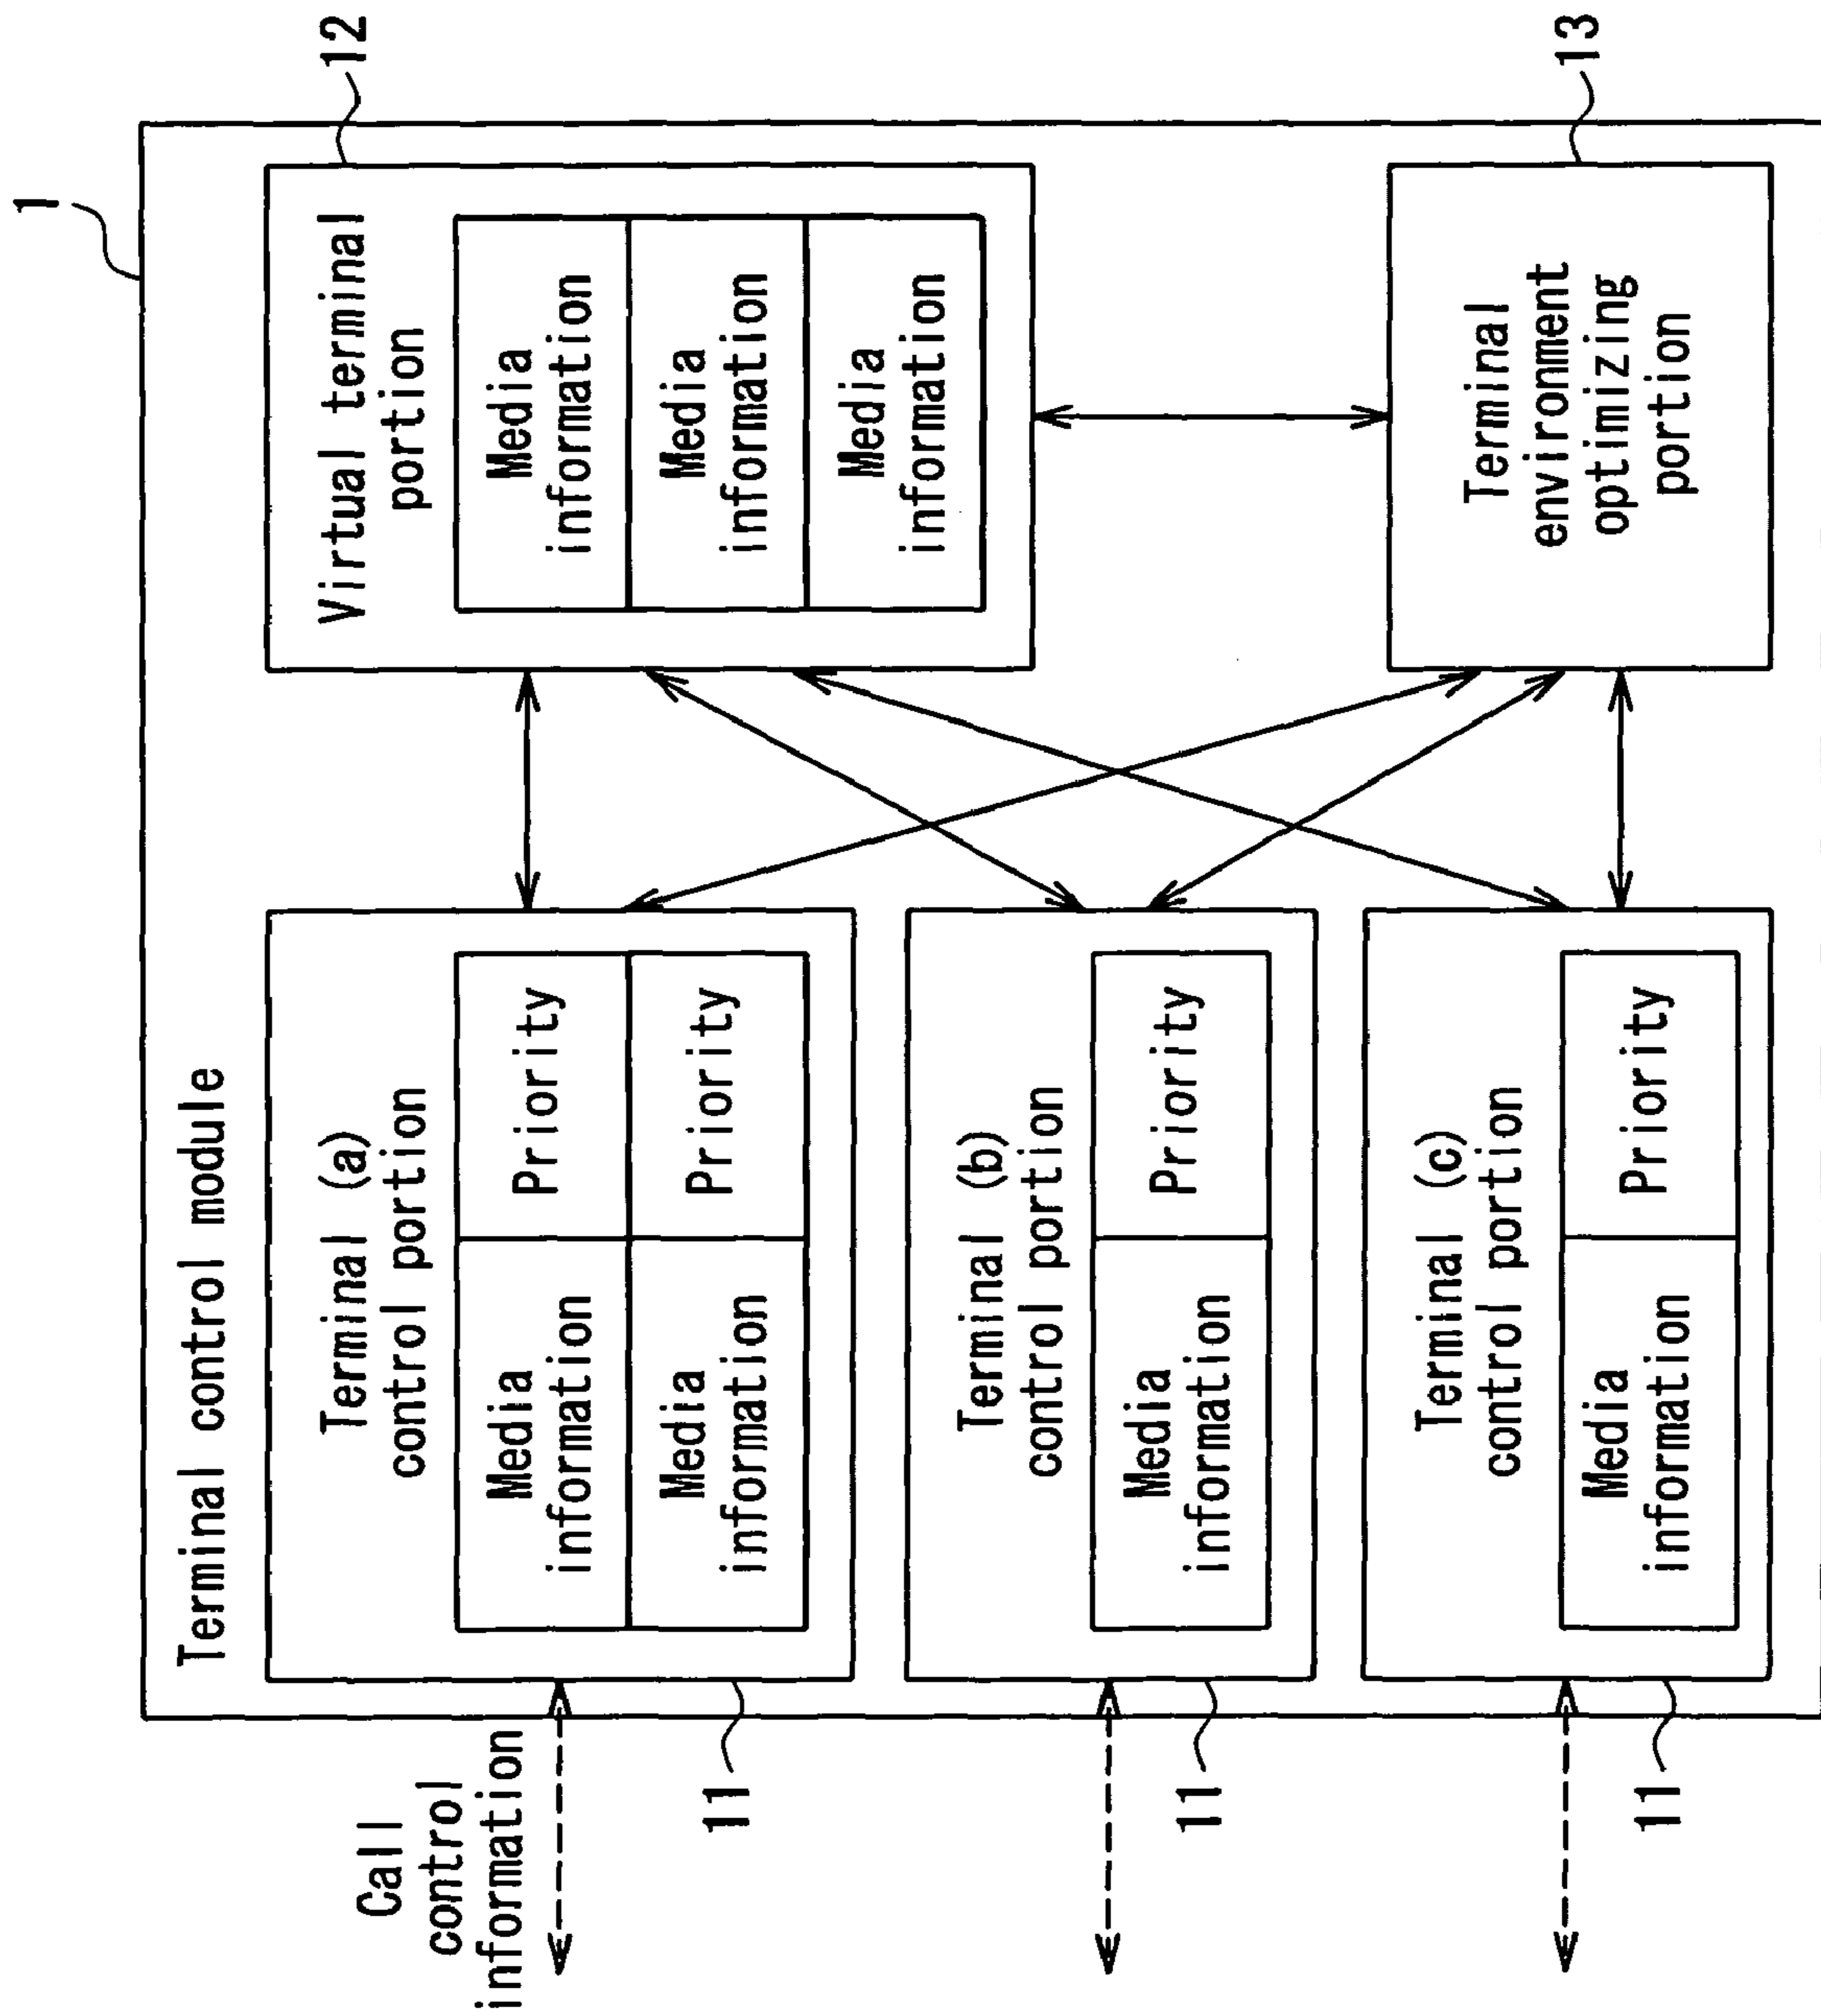 1
Terminal control module
Call
control
information
Terminal (a)
control portion
Media
information
Priority
Media
information
Priority
11
Terminal (b)
control portion
Media
information
Priority
11
Terminal (c)
control portion
Media
information
Priority
11
Virtual terminal
portion
Media
information
Media
information
Media
information
12
Terminal
environment
optimizing
portion
13